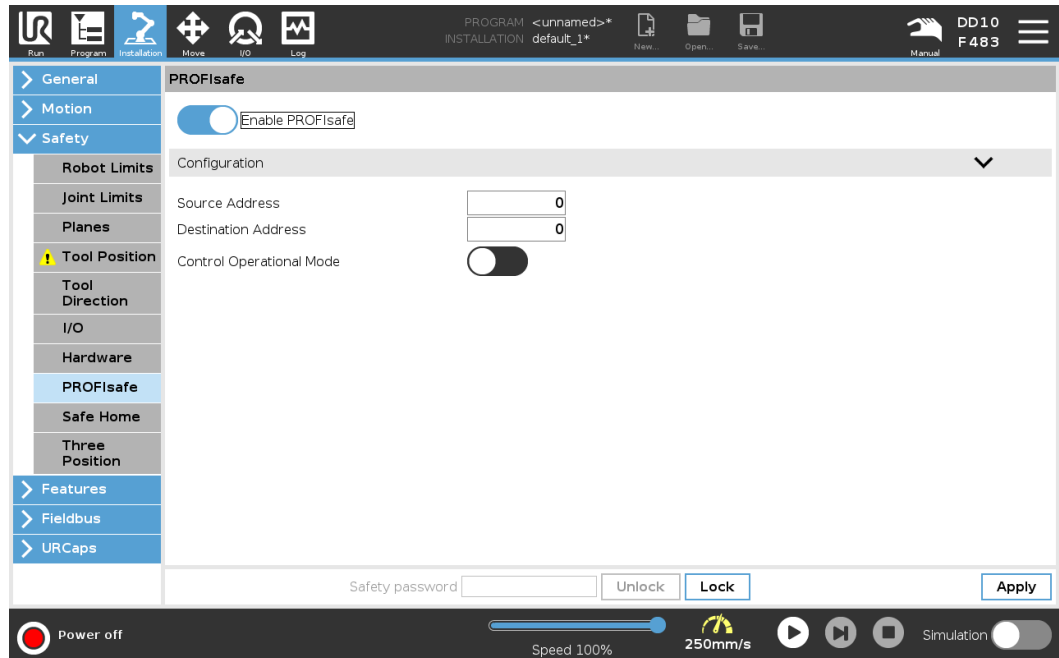 UR
Run
Program
Installation
Move
I/O
Log
PROGRAM <unnamed>*
INSTALLATION default_1*
New...
Open...
Save...
Manual
DD10
F483
General
Motion
Safety
Robot Limits
Joint Limits
Planes
Tool Position
Tool
Direction
I/O
Hardware
PROFIsafe
Safe Home
Three
Position
Features
Fieldbus
URCaps
PROFIsafe
Enable PROFIsafe
Configuration
Source Address 0
Destination Address 0
Control Operational Mode
Safety password Unlock Lock Apply
Power off
Speed 100%
250mm/s
Simulation